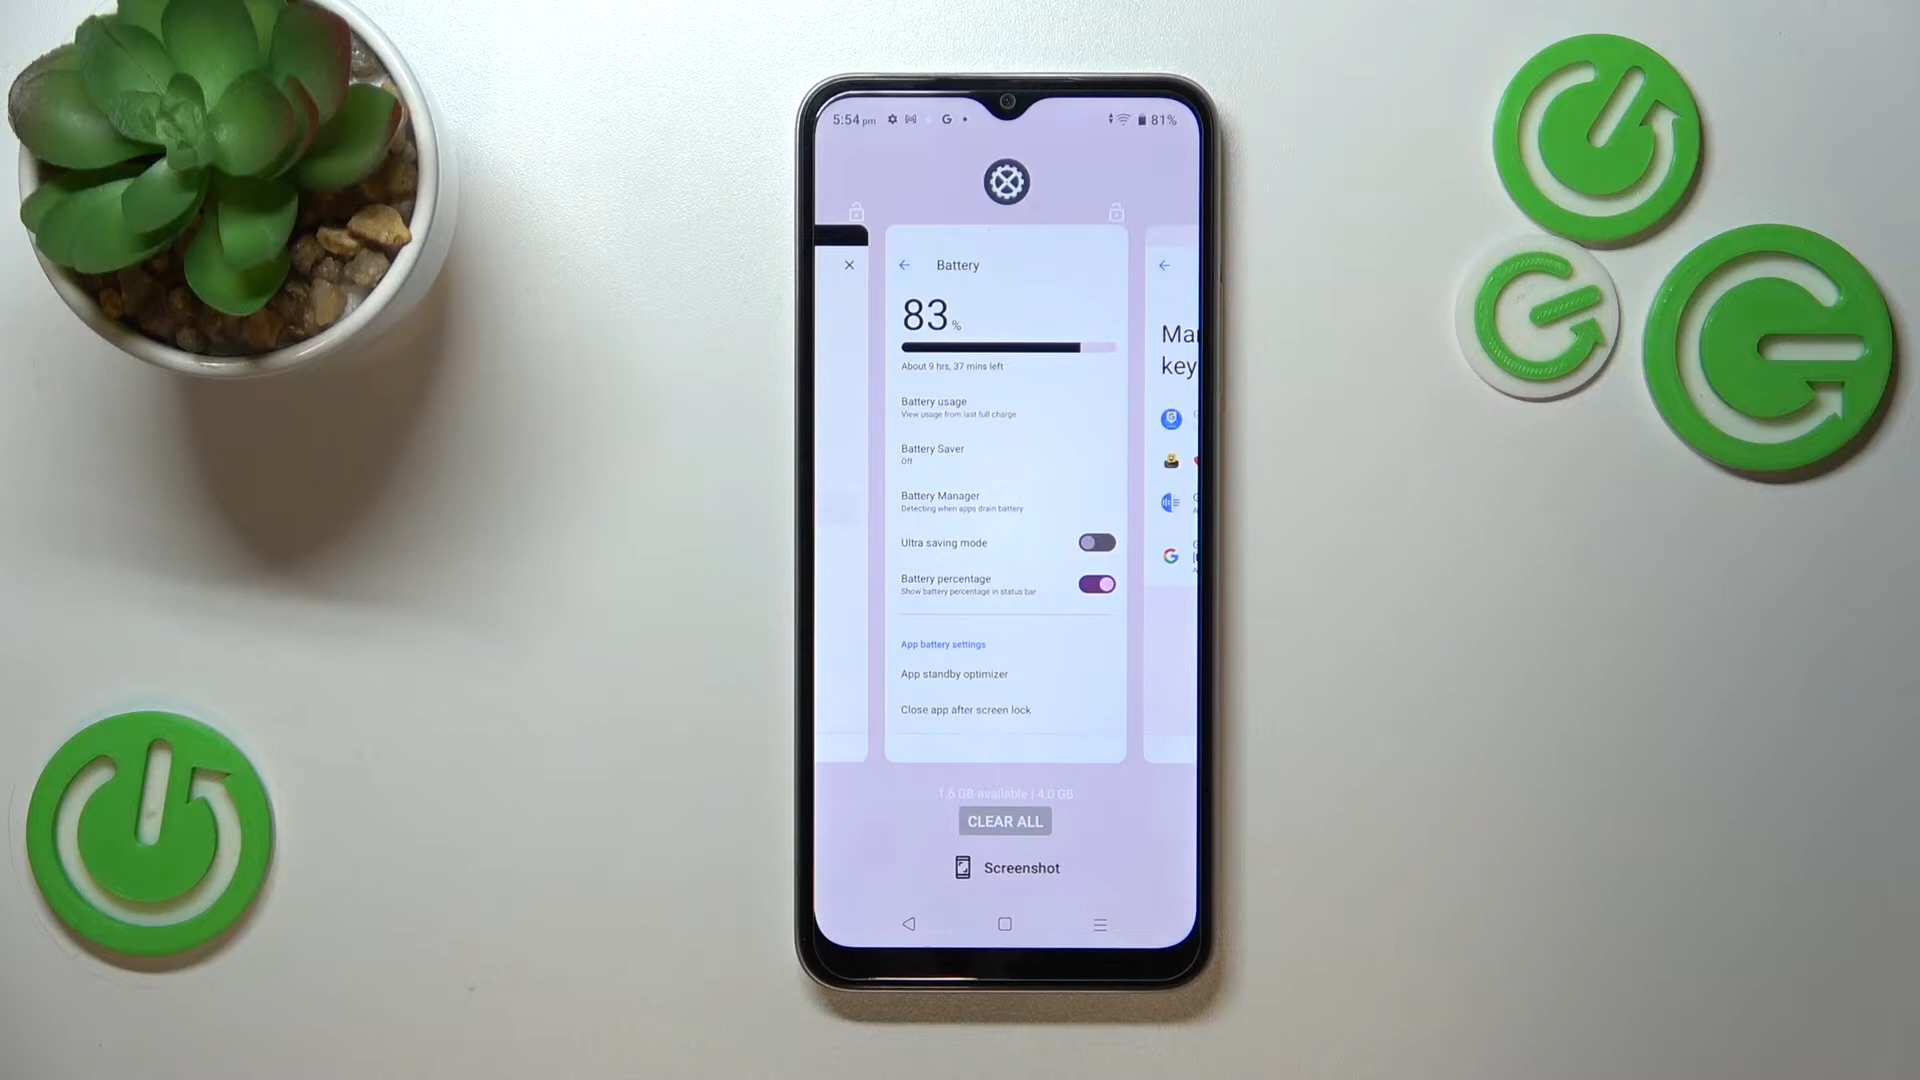 5:54 pm G 81%
Battery
83 %
About 9 hrs, 37 mins left
Battery usage
View usage from last full charge
Battery Saver
Off
Battery Manager
Detecting when apps drain battery
Ultra saving mode
Battery percentage
Show battery percentage in status bar
App battery settings
App standby optimizer
Close app after screen lock
Ma
key
1.6 GB available | 4.0 GB
CLEAR ALL
Screenshot